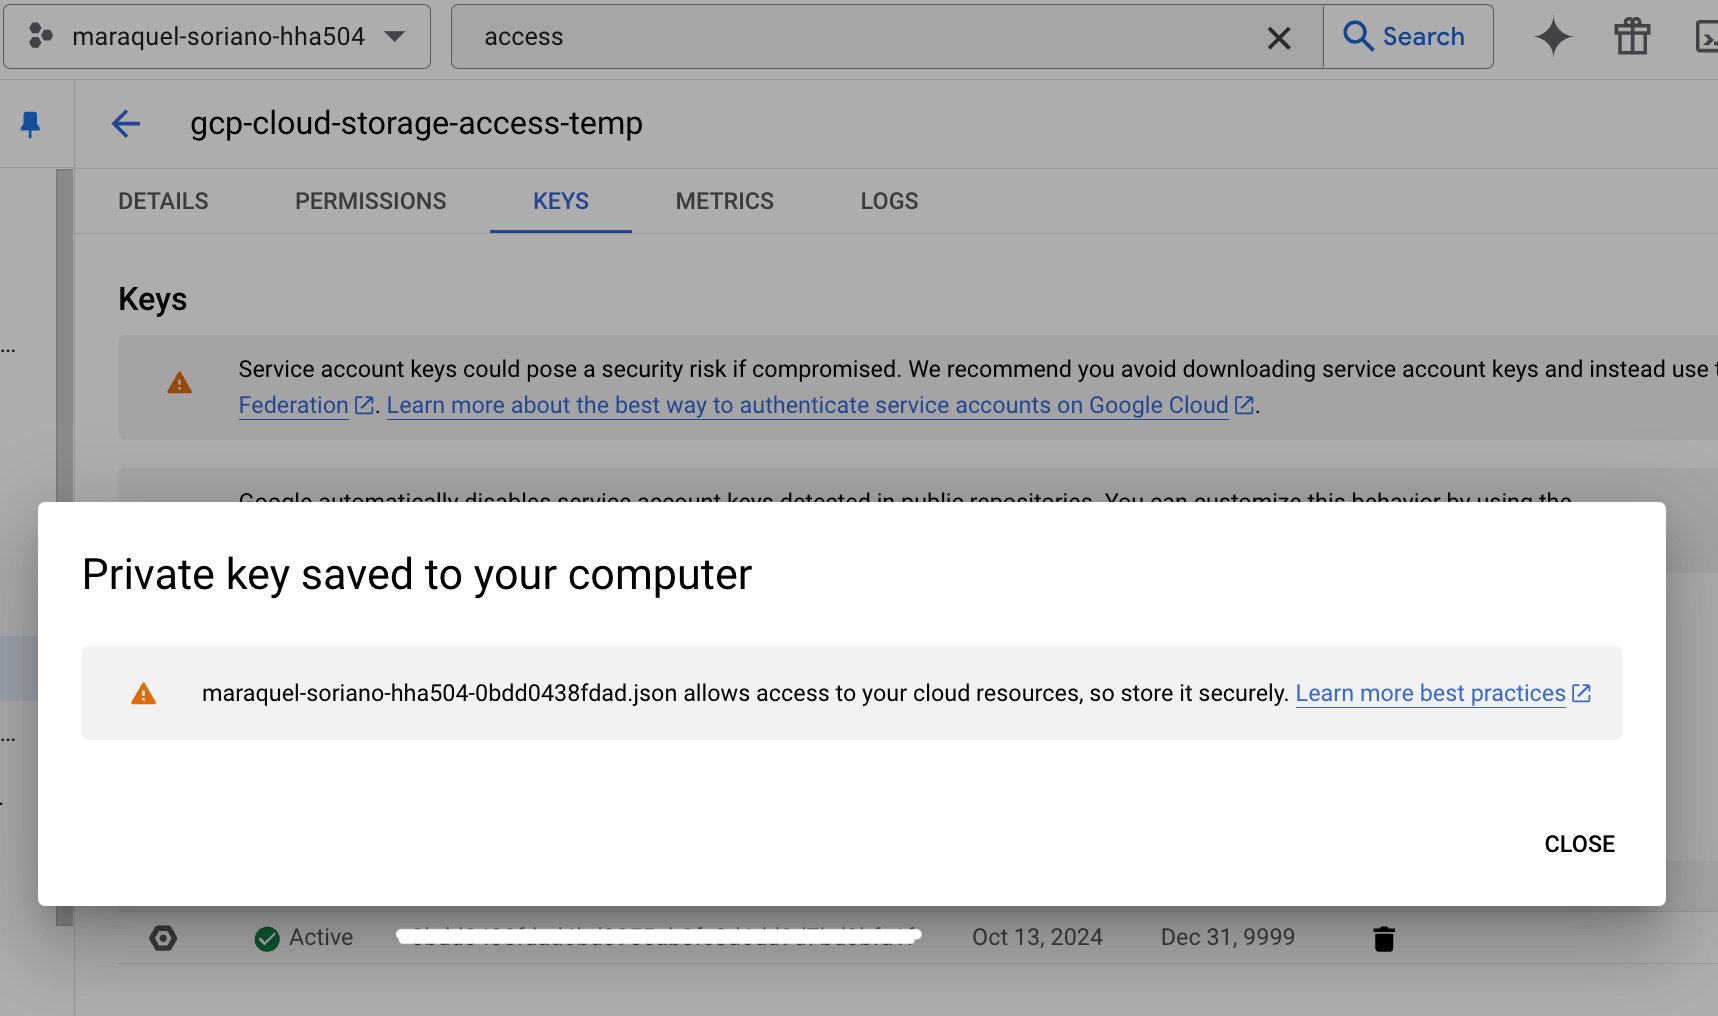 maraquel-soriano-hha504
access
Search
gcp-cloud-storage-access-temp
DETAILS PERMISSIONS KEYS METRICS LOGS
Keys
Service account keys could pose a security risk if compromised. We recommend you avoid downloading service account keys and instead use
Federation. Learn more about the best way to authenticate service accounts on Google Cloud.
Google automatically disables service account keys detected in public repositories. You can customize this behavior by using the
Private key saved to your computer
maraquel-soriano-hha504-0bdd0438fdad.json allows access to your cloud resources, so store it securely. Learn more best practices
CLOSE
Active Oct 13, 2024 Dec 31, 9999